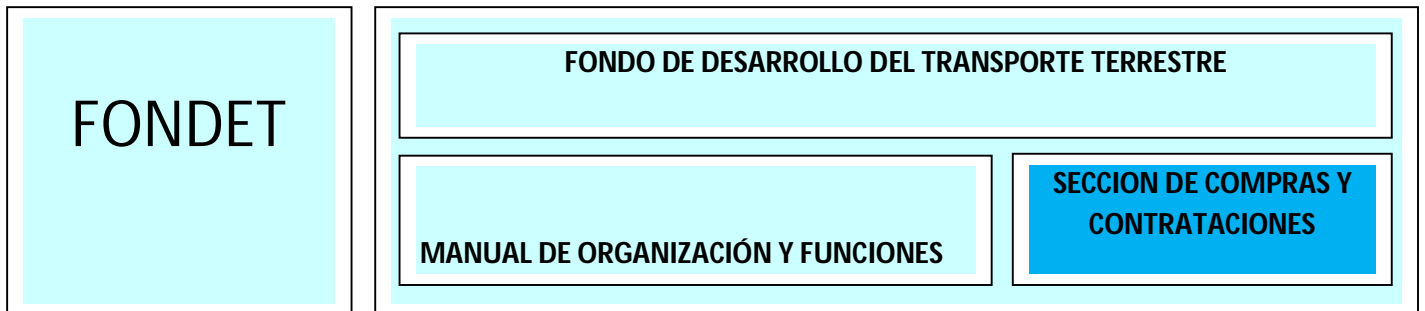 FONDET
FONDO DE DESARROLLO DEL TRANSPORTE TERRESTRE
MANUAL DE ORGANIZACIÓN Y FUNCIONES
SECCION DE COMPRAS Y
CONTRATACIONES